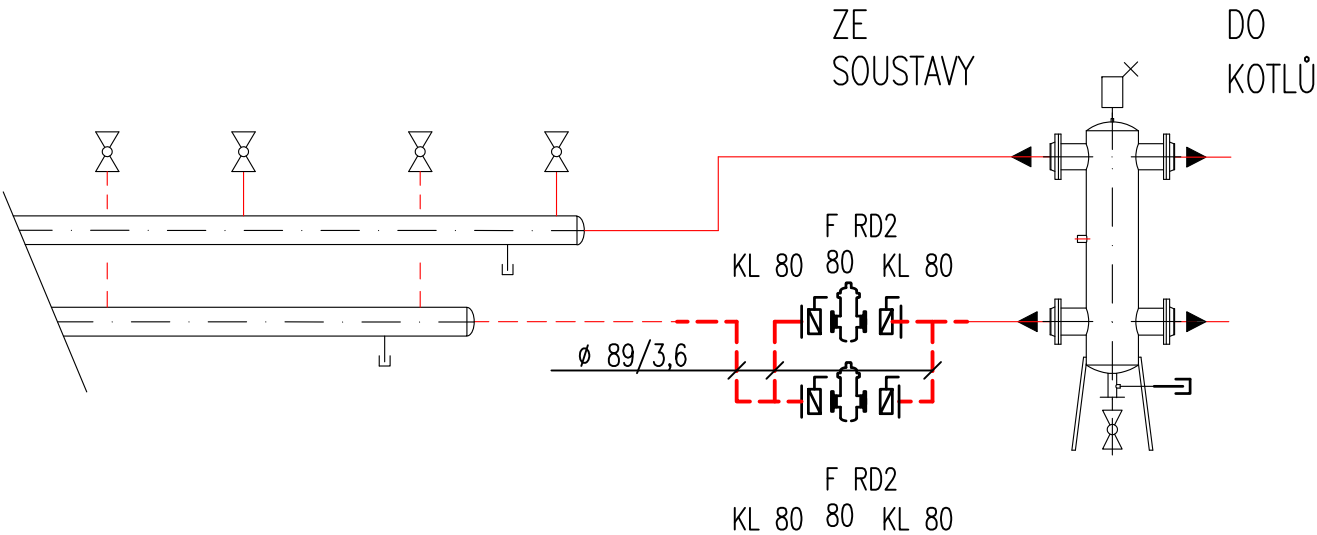 ZE
SOUSTAVY
DO
KOTLŮ
F RD2
KL 80 80 KL 80
ø 89/3,6
F RD2
KL 80 80 KL 80